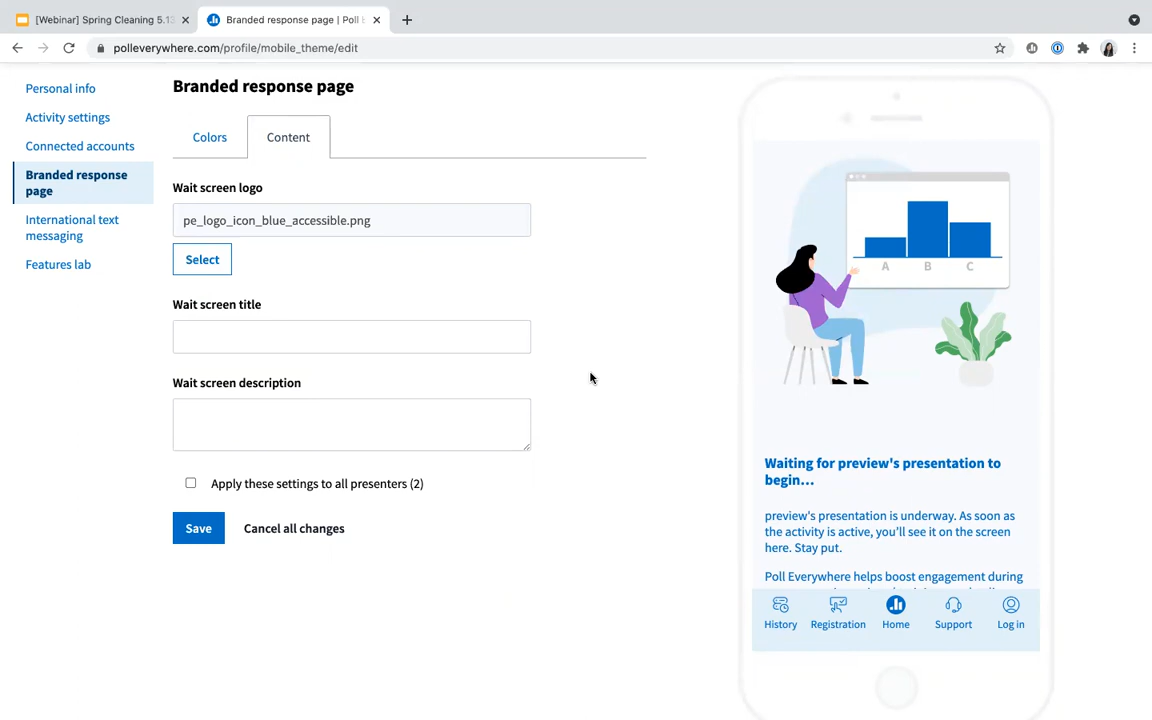 [Webinar] Spring Cleaning 5.13
Branded response page | Poll E
polleverywhere.com/profile/mobile_theme/edit
Personal info
Activity settings
Connected accounts
Branded response
page
International text
messaging
Features lab
Branded response page
Colors
Content
Wait screen logo
pe_logo_icon_blue_accessible.png
Select
Wait screen title
Wait screen description
Apply these settings to all presenters (2)
Save
Cancel all changes
A B C
Waiting for preview's presentation to
begin...
preview's presentation is underway. As soon as
the activity is active, you'll see it on the screen
here. Stay put.
Poll Everywhere helps boost engagement during
History
Registration
Home
Support
Log in